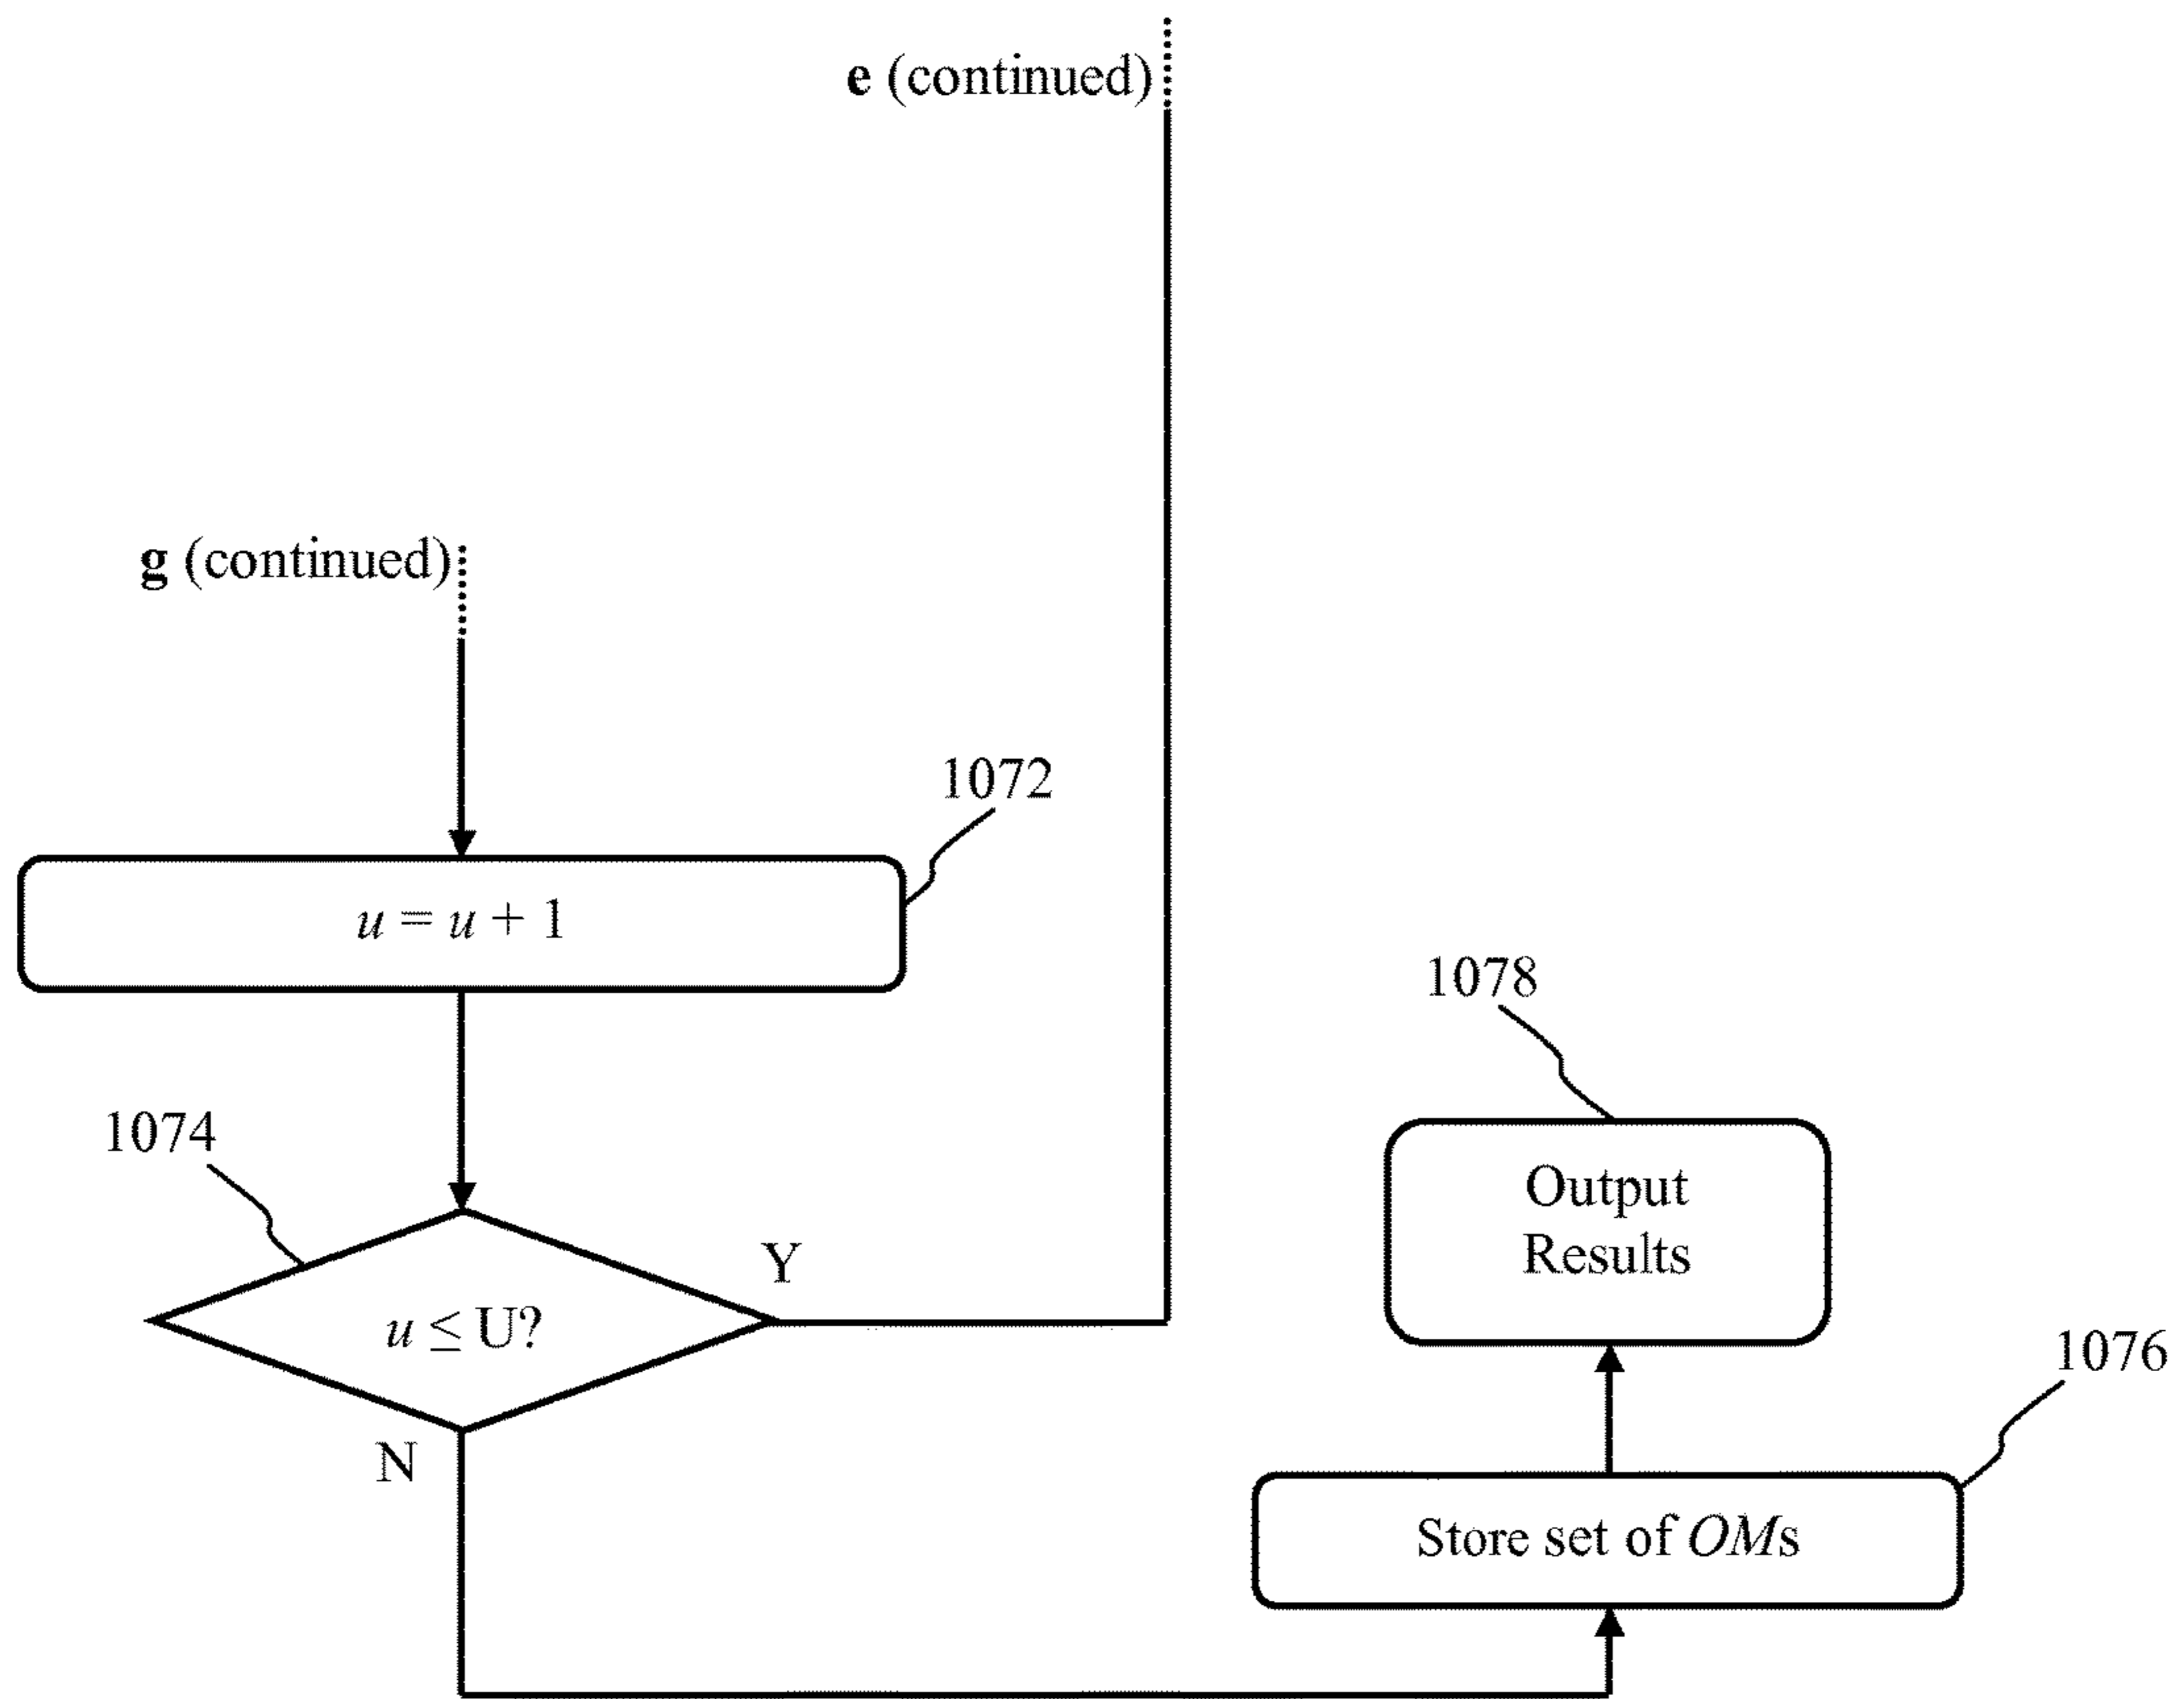 e (continued)
g (continued)
1072
u = u + 1
1078
1074
Output
Results
Y
u ≤ U?
1076
N
Store set of OMs